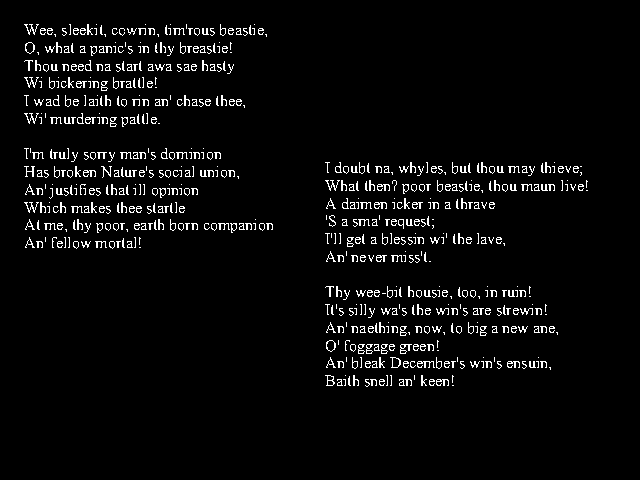 Wee, sleekit, cowrin, tim'rous beastie,
O, what a panic's in thy breastie!
Thou need na start awa sae hasty
Wi bickering brattle!
I wad be laith to rin an' chase thee,
Wi' murdering pattle.

I'm truly sorry man's dominion
Has broken Nature's social union,
An' justifies that ill opinion
Which makes thee startle
At me, thy poor, earth born companion
An' fellow mortal!

I doubt na, whyles, but thou may thieve;
What then? poor beastie, thou maun live!
A daimen icker in a thrave
'S a sma' request;
I'll get a blessin wi' the lave,
An' never miss't.

Thy wee-bit housie, too, in ruin!
It's silly wa's the win's are strewin!
An' naething, now, to big a new ane,
O' foggage green!
An' bleak December's win's ensuin,
Baith snell an' keen!